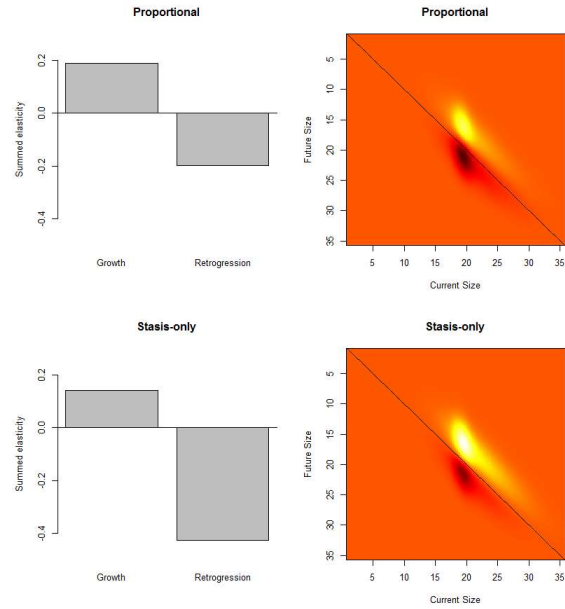 Proportional
Summed elasticity
0.2
0.0
-0.2
-0.4
Growth
Retrogression
Proportional
Future Size
5
10
15
20
25
30
35
5
10
15
20
25
30
35
Current Size
Stasis-only
Summed elasticity
0.2
0.0
-0.2
-0.4
Growth
Retrogression
Stasis-only
Future Size
5
10
15
20
25
30
35
5
10
15
20
25
30
35
Current Size